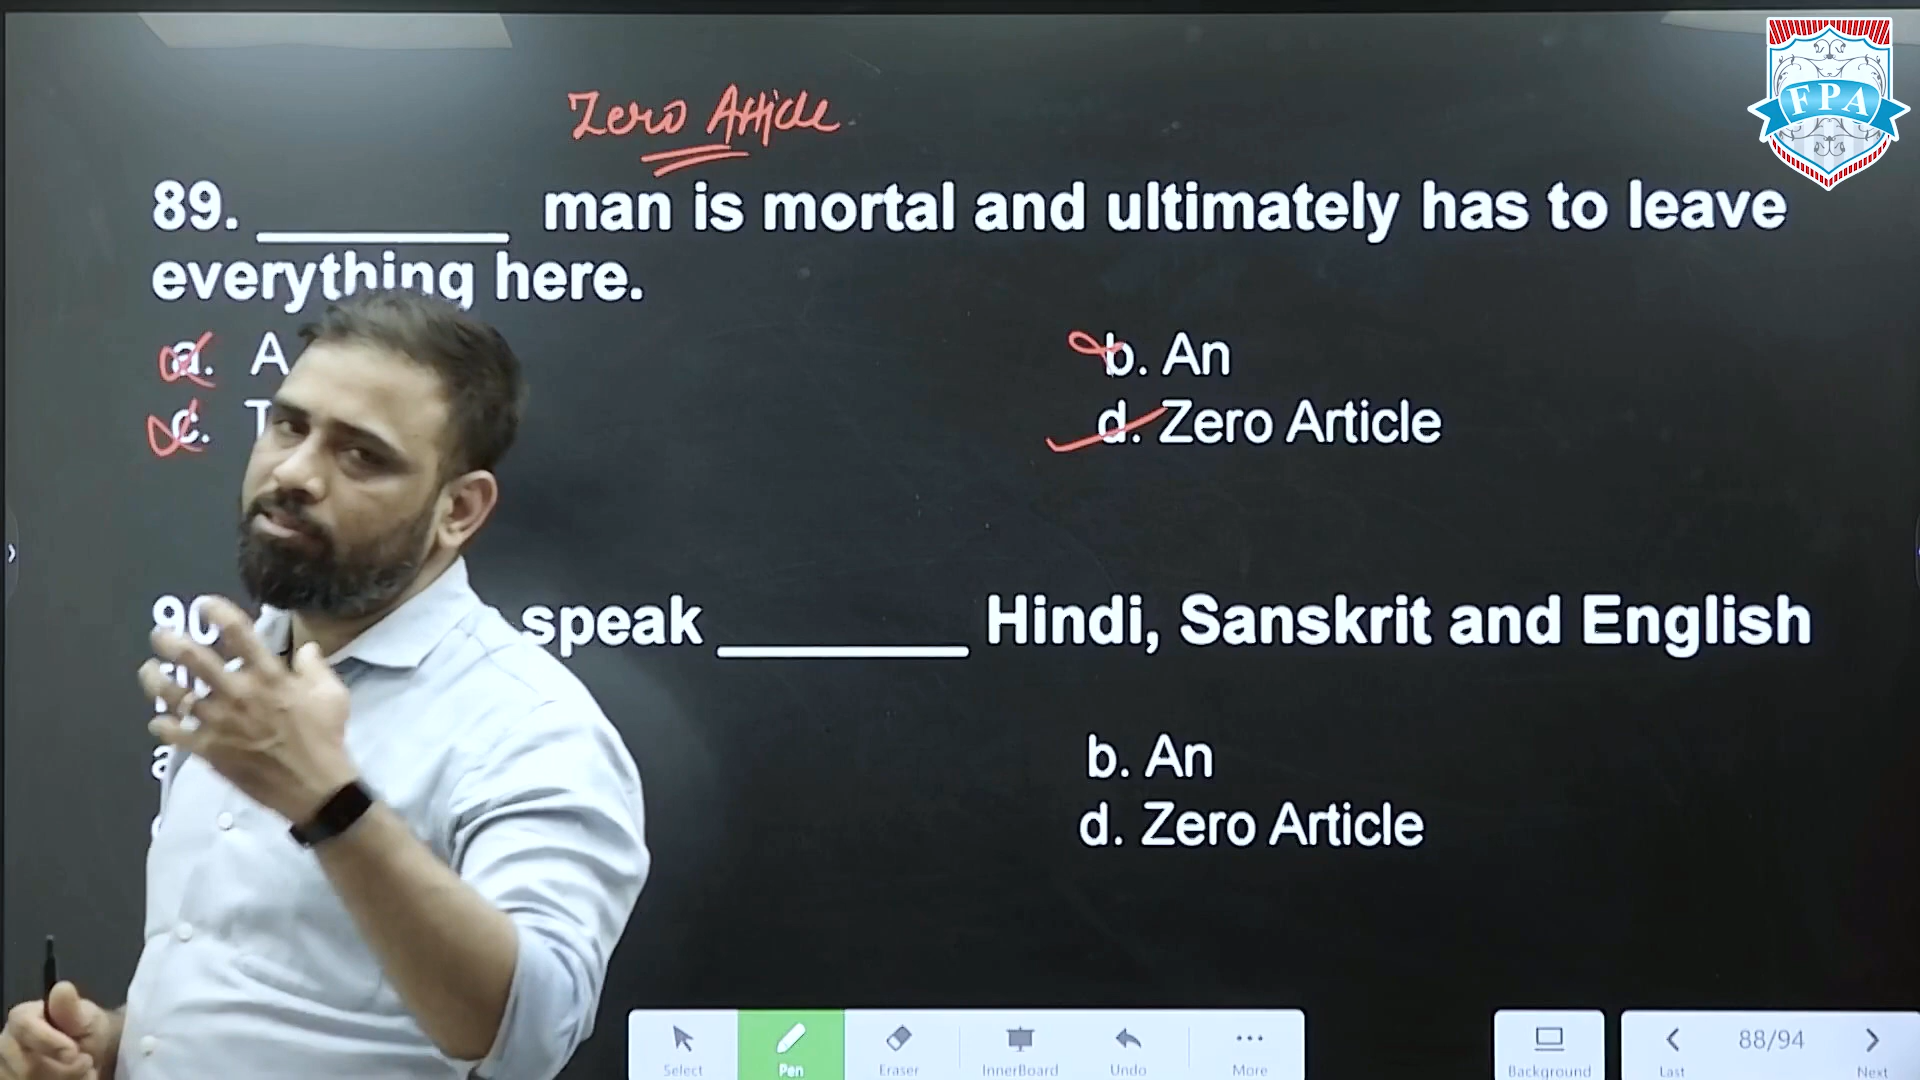 FPA
Zero Article
89. ________ man is mortal and ultimately has to leave
everything here.
a. A
b. An
c. T
d. Zero Article
90 speak ________ Hindi, Sanskrit and English
b. An
d. Zero Article
Select
Pen
Eraser
InnerBoard
Undo
More
Background
Last
88/94
Next